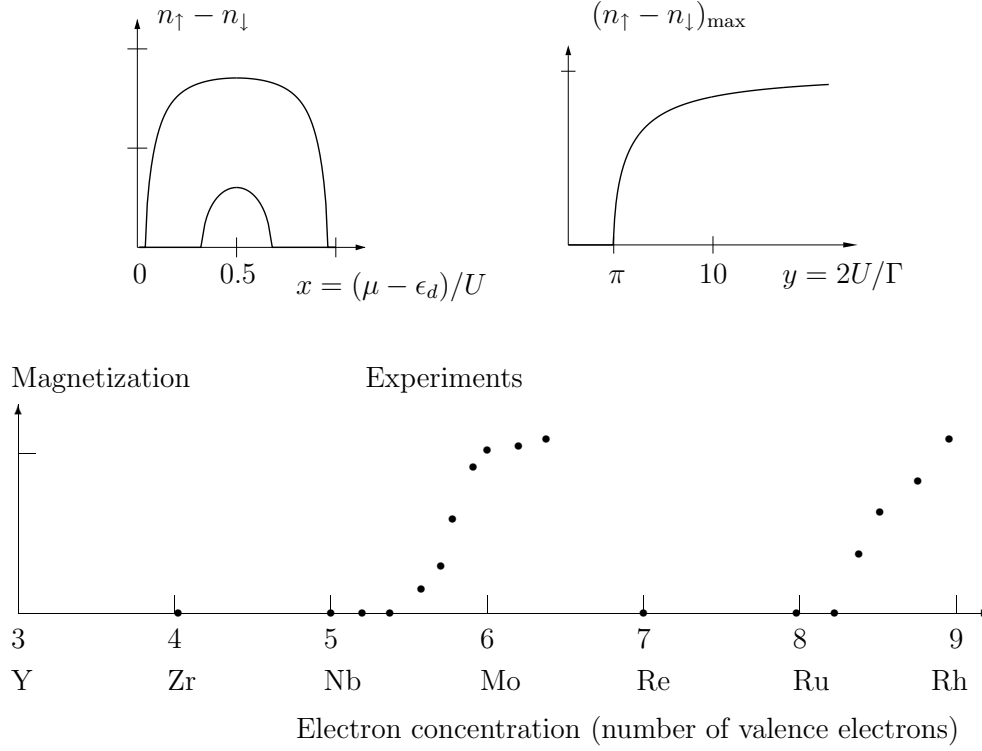 n↑ − n↓
0 0.5 x = (μ − ϵd)/U
(n↑ − n↓)max
π 10 y = 2U/Γ
Magnetization Experiments
3 4 5 6 7 8 9
Y Zr Nb Mo Re Ru Rh
Electron concentration (number of valence electrons)